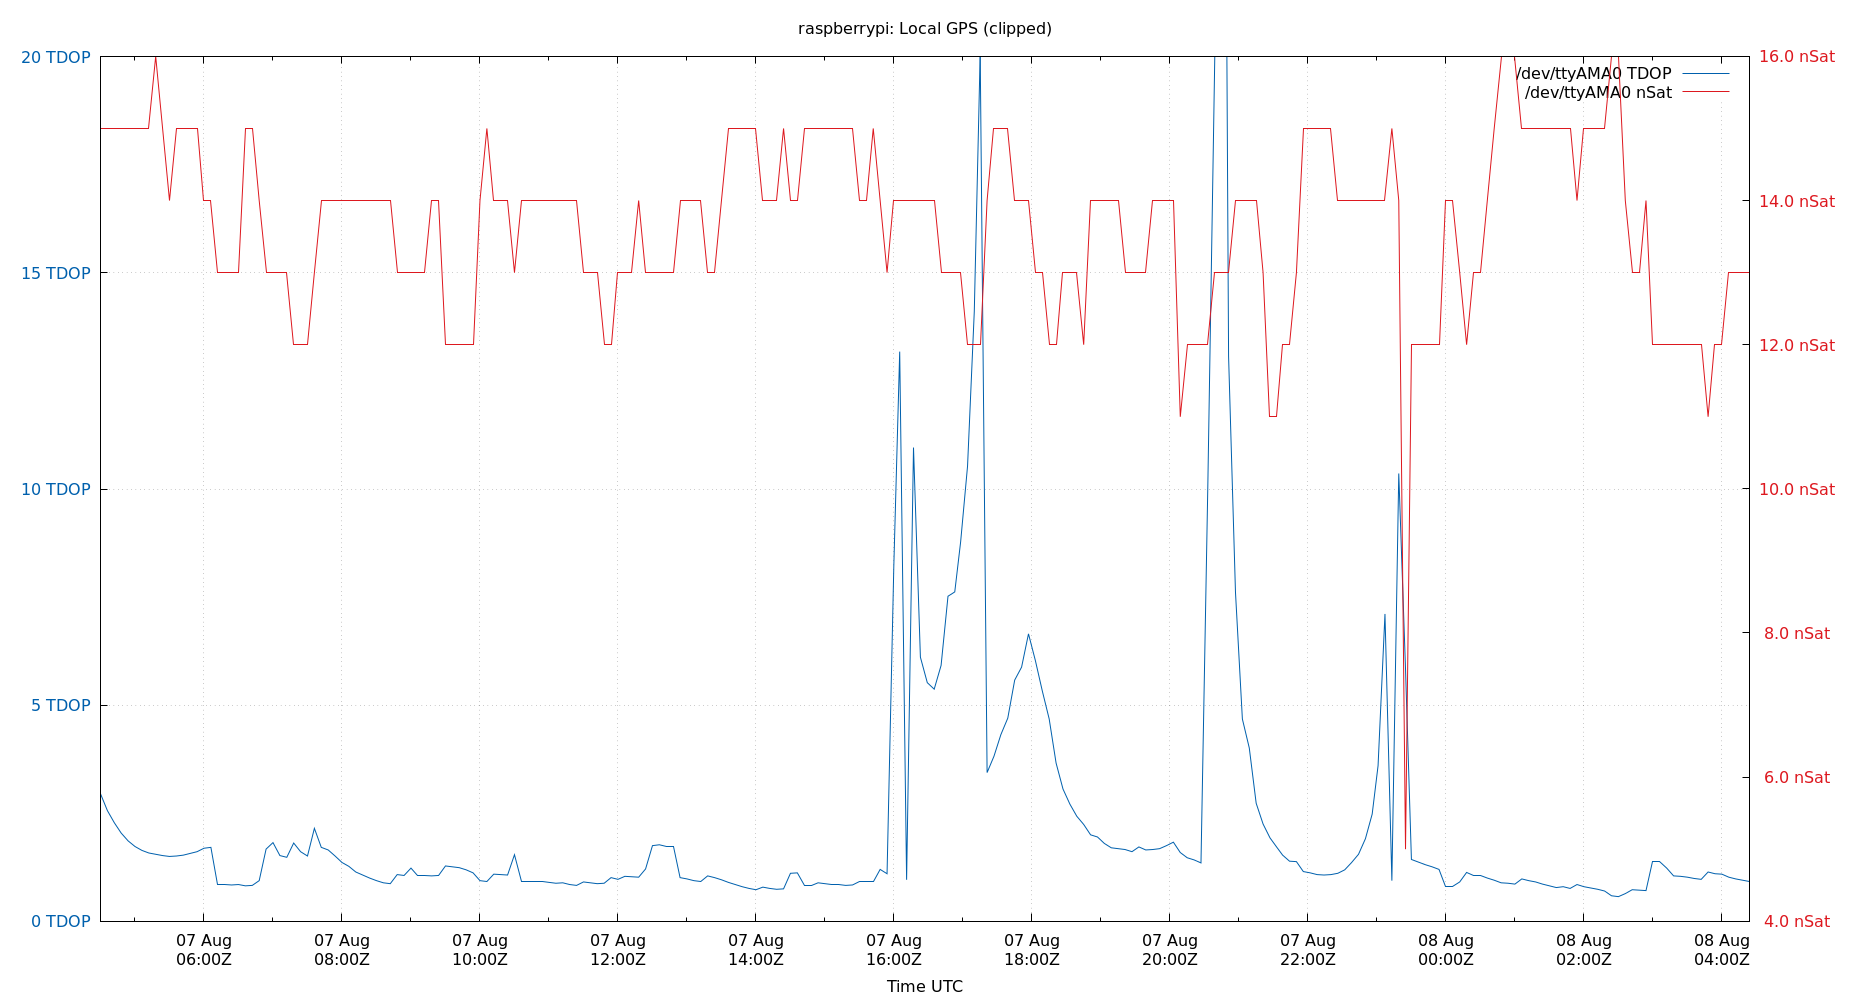 raspberrypi: Local GPS (clipped)
20 TDOP
15 TDOP
10 TDOP
5 TDOP
0 TDOP
16.0 nSat
14.0 nSat
12.0 nSat
10.0 nSat
8.0 nSat
6.0 nSat
4.0 nSat
/dev/ttyAMA0 TDOP
/dev/ttyAMA0 nSat
07 Aug
06:00Z
07 Aug
08:00Z
07 Aug
10:00Z
07 Aug
12:00Z
07 Aug
14:00Z
07 Aug
16:00Z
07 Aug
18:00Z
07 Aug
20:00Z
07 Aug
22:00Z
08 Aug
00:00Z
08 Aug
02:00Z
08 Aug
04:00Z
Time UTC